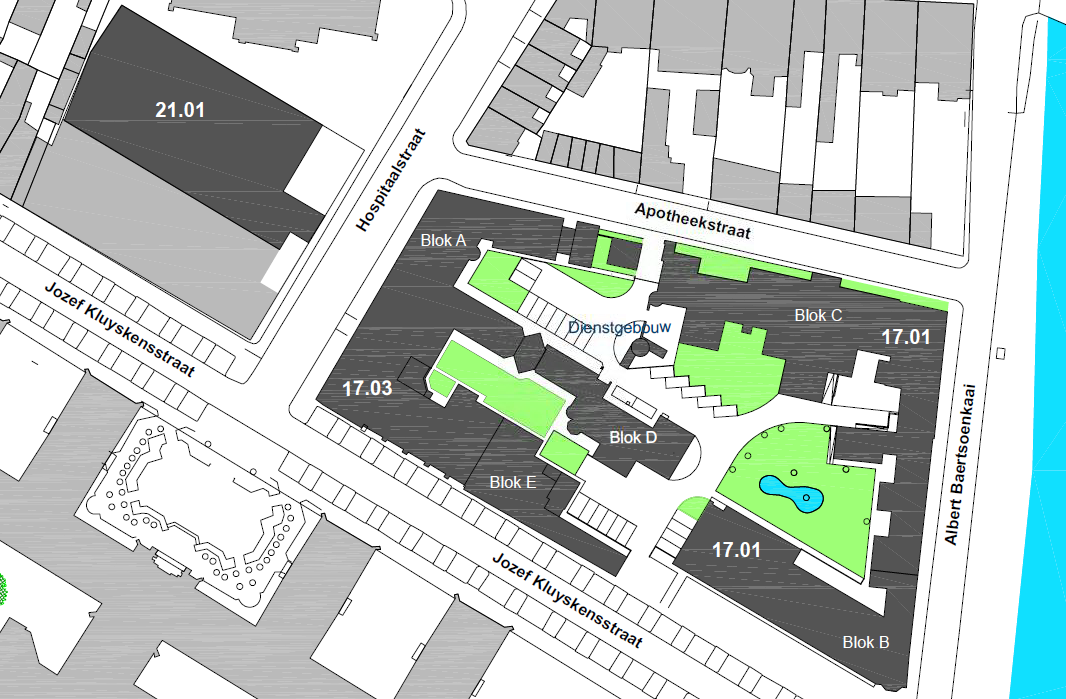 21.01
Hospitaalstraat
Apotheekstraat
Blok A
Jozef Kluyskensstraat
Blok C
Dienstgebouw
17.01
17.03
Albert Baertsoenkaai
Blok D
Blok E
17.01
Jozef Kluyskensstraat
Blok B